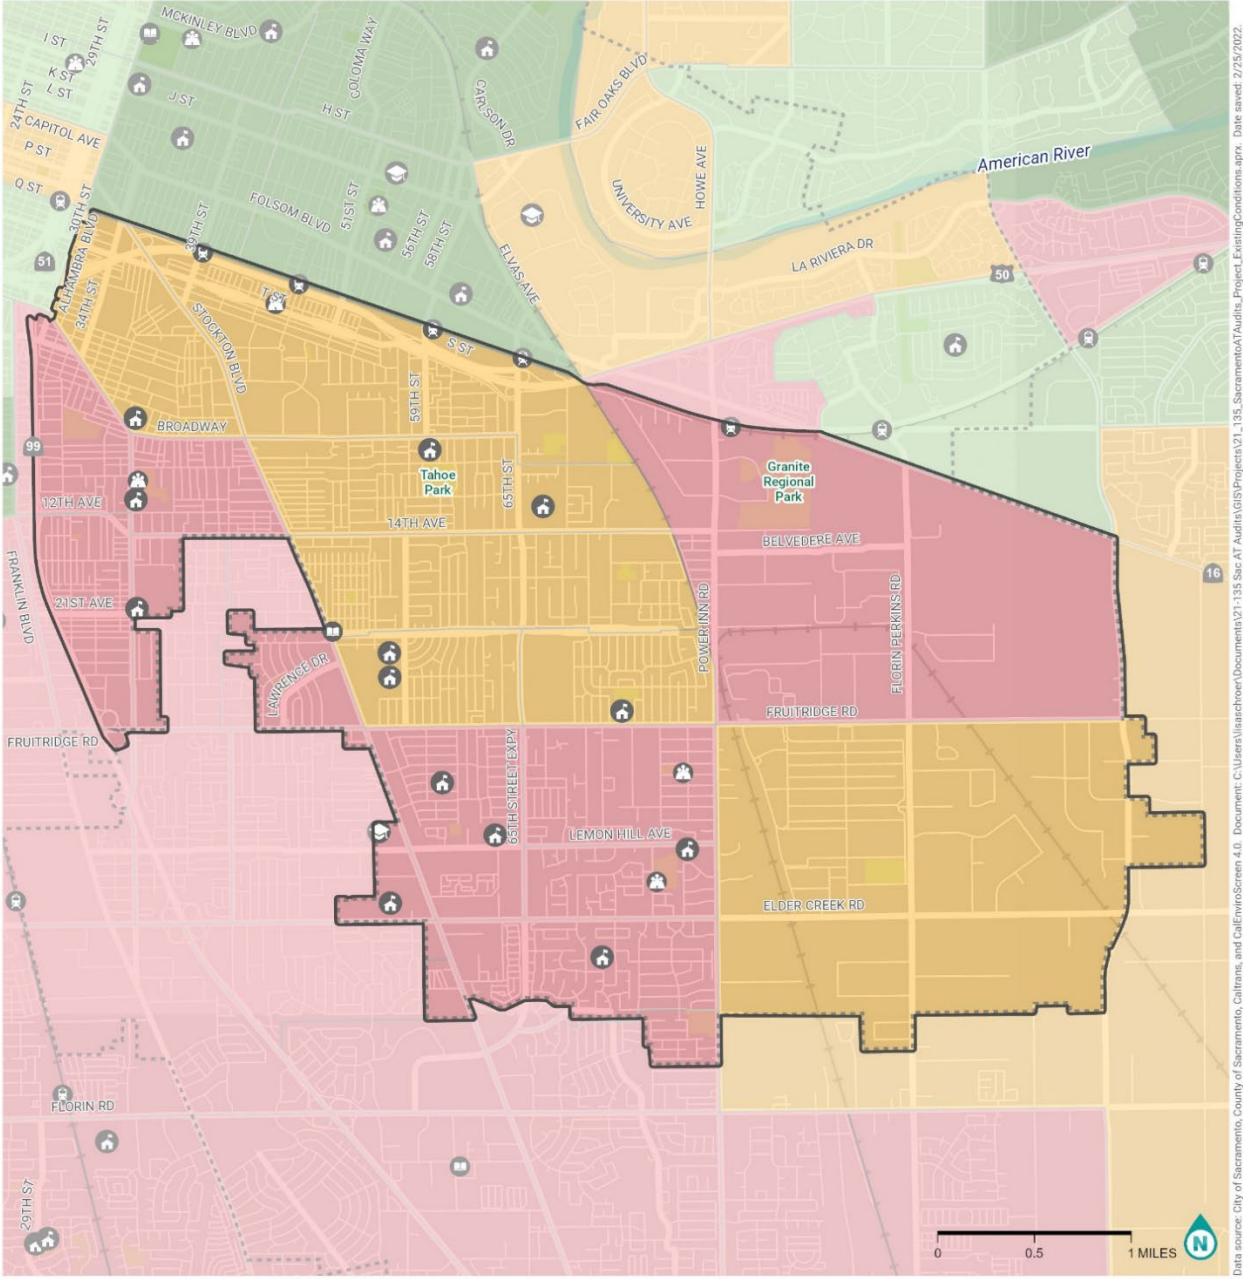 MCKINLEY BLVD
I ST
29TH ST
K ST
L ST
24TH ST
J ST
COLOMA WAY
H ST
CARLSON DR
FAIR OAKS BLVD
CAPITOL AVE
P ST
Q ST
30TH ST
American River
HOWE AVE
UNIVERSITY AVE
51ST ST
FOLSOM BLVD
39TH ST
56TH ST
58TH ST
ELVAS AVE
LA RIVIERA DR
51
50
ALHAMBRA BLVD
34TH ST
T ST
STOCKTON BLVD
S ST
59TH ST
BROADWAY
99
Tahoe
Park
65TH ST
Granite
Regional
Park
12TH AVE
14TH AVE
BELVEDERE AVE
FRANKLIN BLVD
16
21ST AVE
POWER INN RD
FLORIN PERKINS RD
LAWRENCE DR
FRUITRIDGE RD
FRUITRIDGE RD
65TH STREET EXPY
LEMON HILL AVE
ELDER CREEK RD
FLORIN RD
29TH ST
0
0.5
1 MILES
N
Data source: City of Sacramento, County of Sacramento, Caltrans, and CalEnviroScreen 4.0. Document: C:\Users\lisaschroer\Documents\21-135 Sac AT Audits\GIS\Projects\21_135_SacramentoATAudits_Project_ExistingConditions.aprx. Date saved: 2/25/2022.